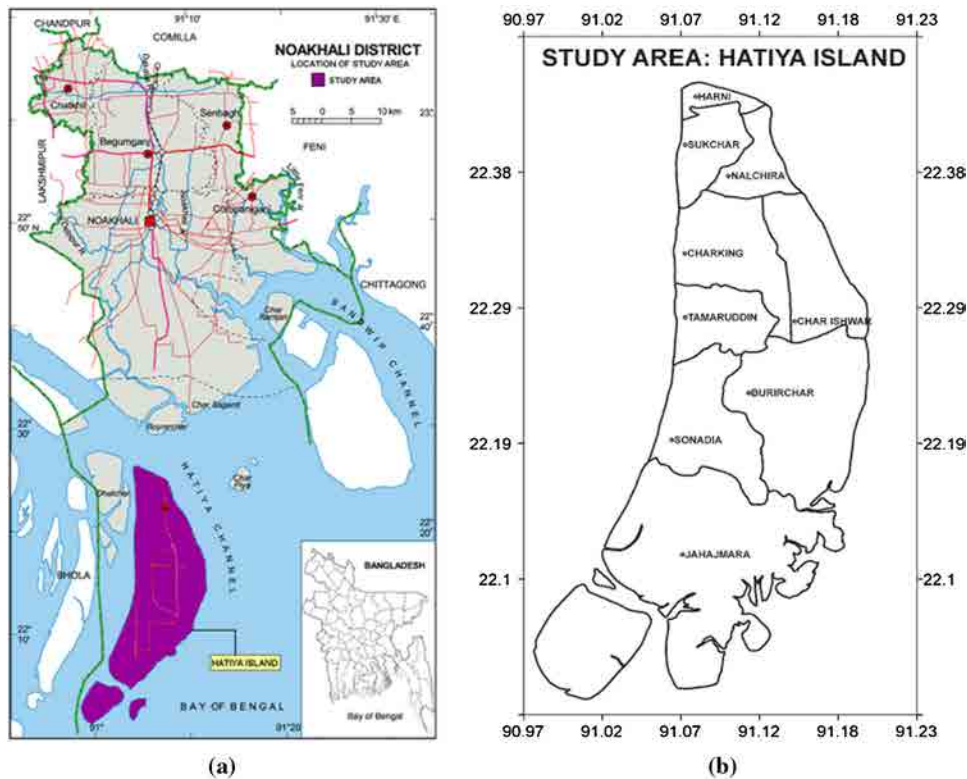 91°10'
91°30' E
CHANDPUR
COMILLA
NOAKHALI DISTRICT
LOCATION OF STUDY AREA
STUDY AREA
5 0 10 km
Chatkhil
Senbagh
23°
Begumganj
FENI
LAKSHMIPUR
Companiganj
22°
50' N
NOAKHALI
CHITTAGONG
SANDWIP CHANNEL
22°
40'
22°
30'
HATIYA CHANNEL
Char
Piya
22°
20'
BHOLA
BANGLADESH
22°
10'
HATIYA ISLAND
BAY OF BENGAL
Bay of Bengal
91°
91°20
(a)
90.97 91.02 91.07 91.12 91.18 91.23
STUDY AREA: HATIYA ISLAND
HARNI
SUKCHAR
22.38 22.38
NALCHIRA
CHARKING
22.29 22.29
TAMARUDDIN
CHAR ISHWAR
BURIRCHAR
22.19 22.19
SONADIA
JAHAJMARA
22.1 22.1
90.97 91.02 91.07 91.12 91.18 91.23
(b)